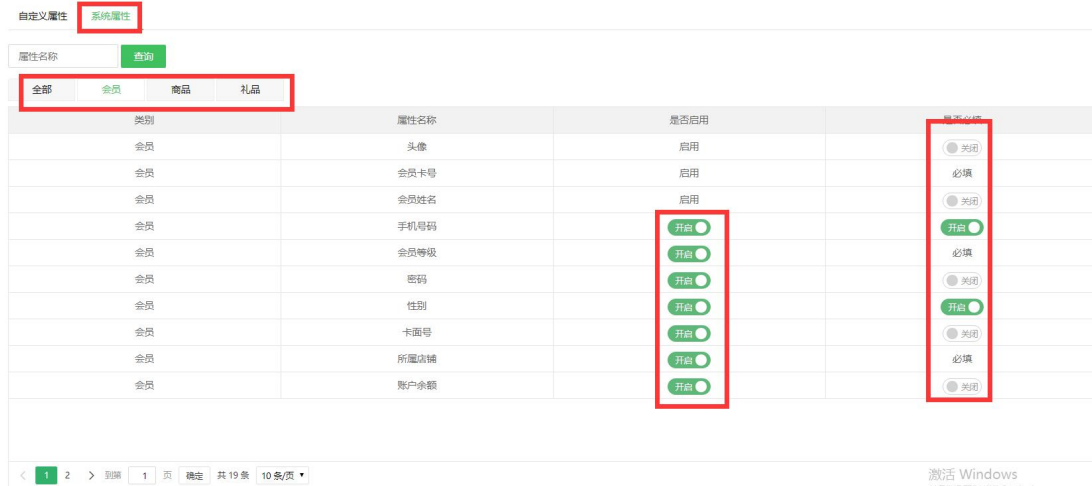 自定义属性 系统属性
属性名称 查询
全部 会员 商品 礼品
类别 属性名称 是否启用 是否必填
会员 头像 启用 关闭
会员 会员卡号 启用 必填
会员 会员姓名 启用 关闭
会员 手机号码 开启 开启
会员 会员等级 开启 必填
会员 密码 开启 关闭
会员 性别 开启 开启
会员 卡面号 开启 关闭
会员 所属店铺 开启 必填
会员 账户余额 开启 关闭
1 2 到第 1 页 确定 共 19 条 10 条/页
激活 Windows